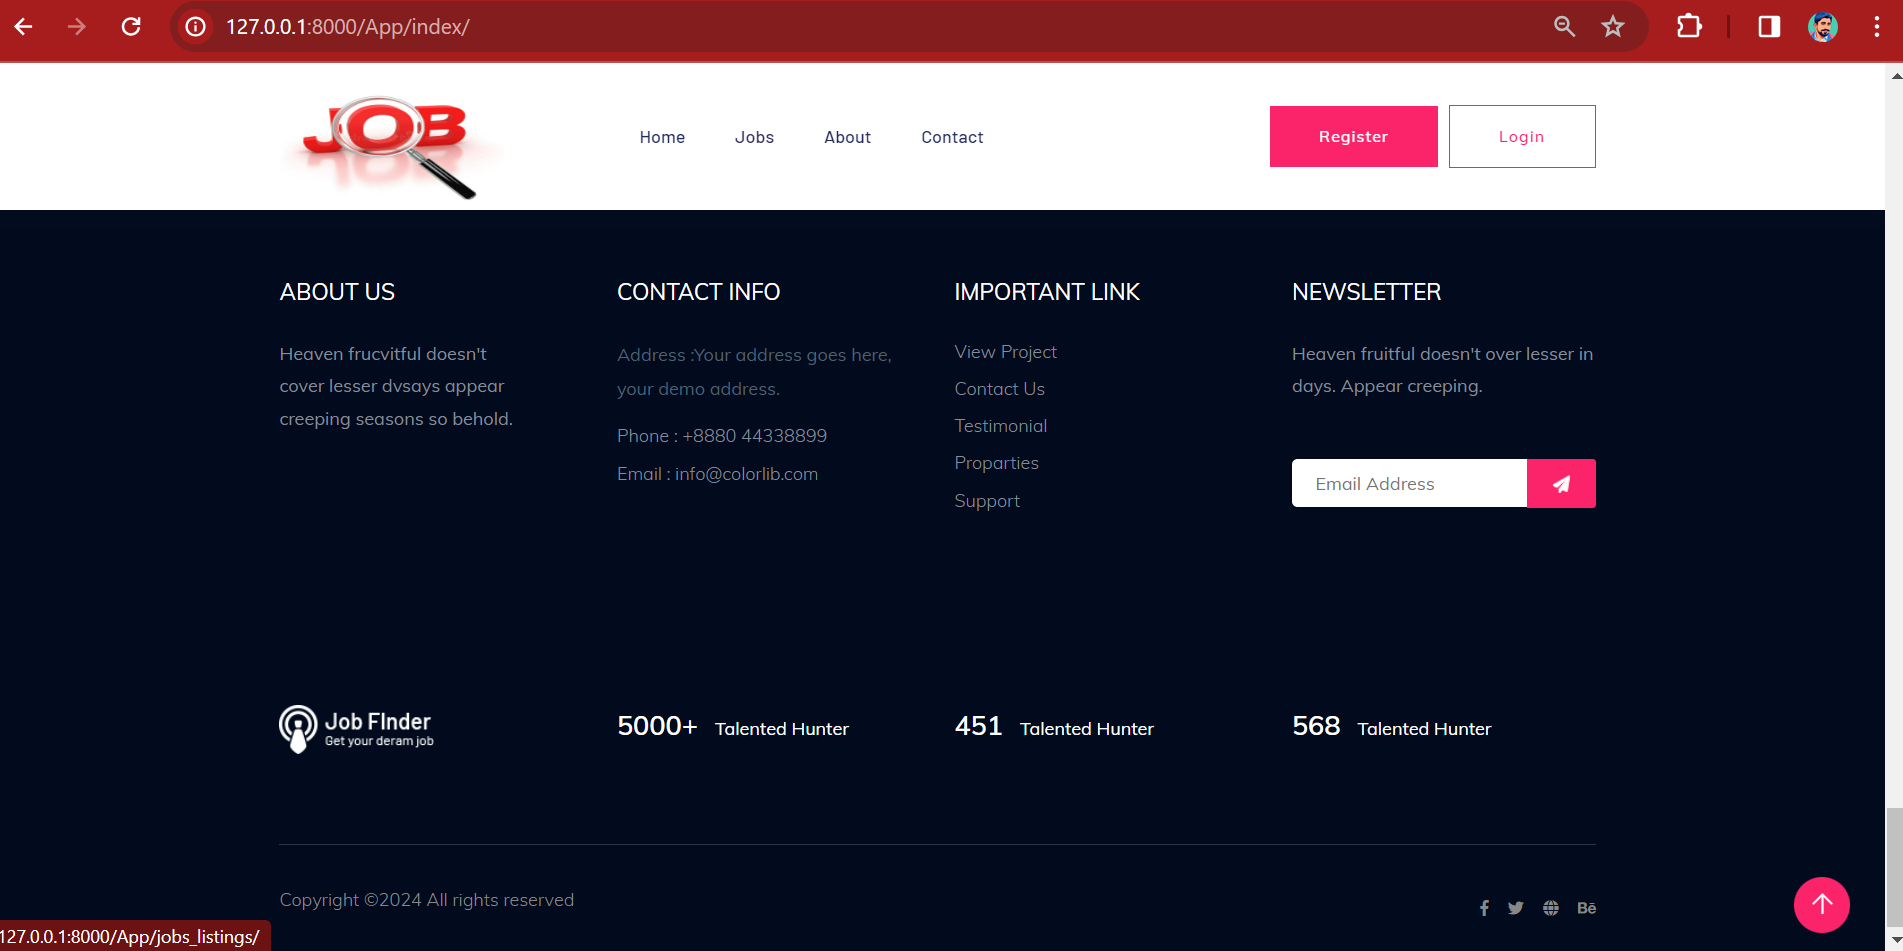 127.0.0.1:8000/App/index/
JOB
Home Jobs About Contact Register Login
ABOUT US
Heaven frucvitful doesn't
cover lesser dvsays appear
creeping seasons so behold.
CONTACT INFO
Address :Your address goes here,
your demo address.
Phone : +8880 44338899
Email : info@colorlib.com
IMPORTANT LINK
View Project
Contact Us
Testimonial
Proparties
Support
NEWSLETTER
Heaven fruitful doesn't over lesser in
days. Appear creeping.
Email Address
Job FInder
Get your deram job
5000+ Talented Hunter
451 Talented Hunter
568 Talented Hunter
Copyright ©2024 All rights reserved
Bē
127.0.0.1:8000/App/jobs_listings/